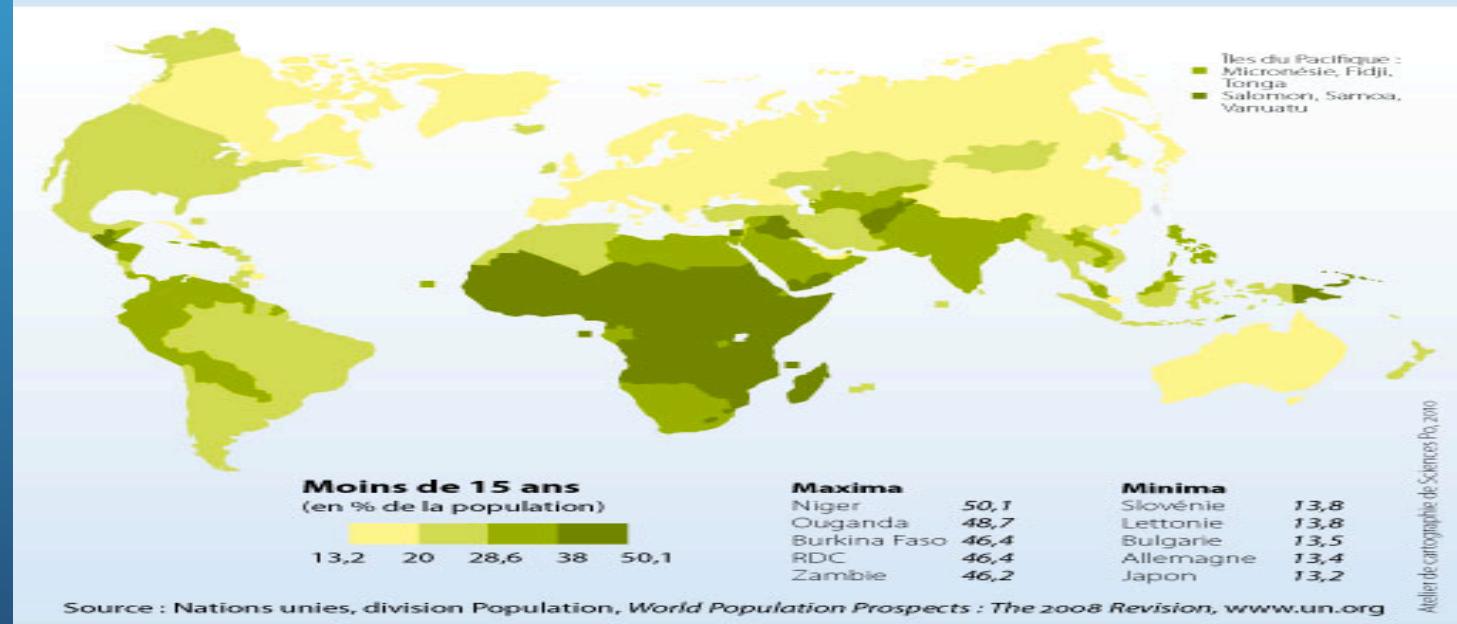 Îles du Pacifique :
Micronésie, Fidji,
Tonga
Salomon, Samoa,
Vanuatu
Moins de 15 ans
(en % de la population)
13,2 20 28,6 38 50,1
Maxima
Niger 50,1
Ouganda 48,7
Burkina Faso 46,4
RDC 46,4
Zambie 46,2
Minima
Slovénie 13,8
Lettonie 13,8
Bulgarie 13,5
Allemagne 13,4
Japon 13,2
Atelier de cartographie de Sciences Po, 2010
Source : Nations unies, division Population, World Population Prospects : The 2008 Revision, www.un.org